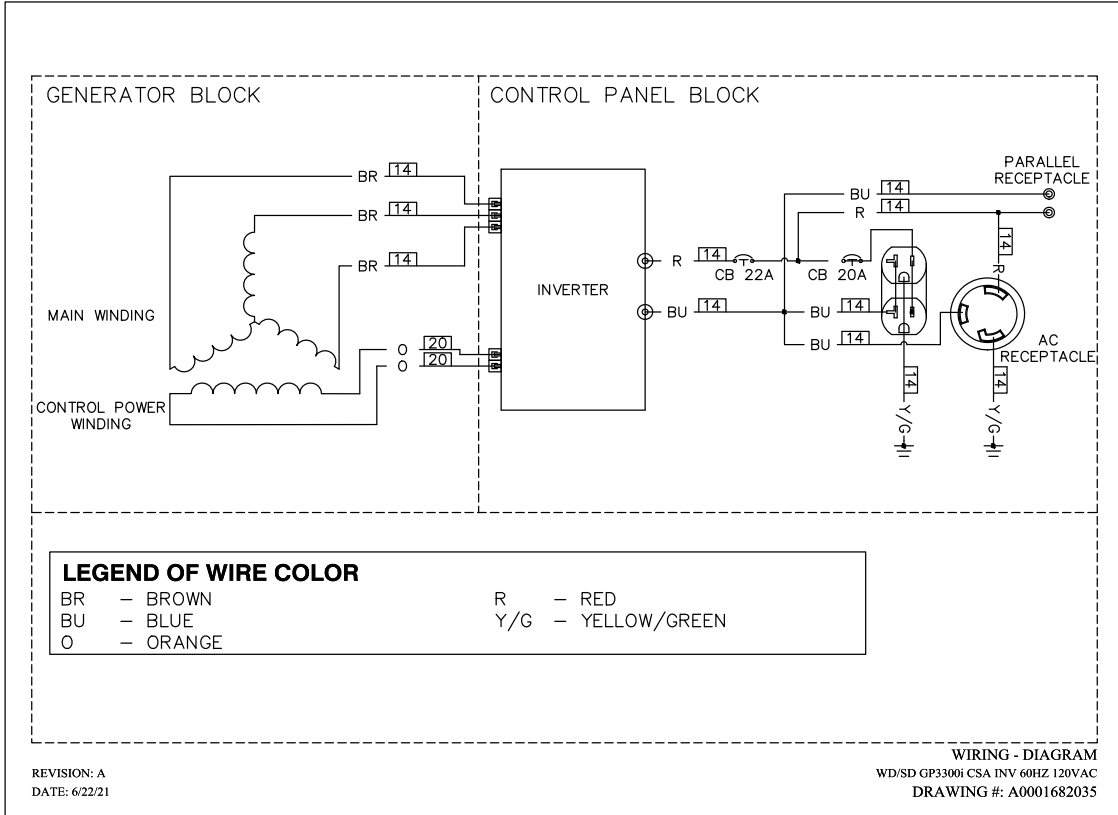 GENERATOR BLOCK
CONTROL PANEL BLOCK
PARALLEL
RECEPTACLE
BR 14
BR 14
BR 14
BU 14
R 14
14
R
R 14
CB 22A
CB 20A
INVERTER
MAIN WINDING
BU 14
BU 14
BU 14
AC
RECEPTACLE
O 20
O 20
14
14
Y/G
Y/G
CONTROL POWER
WINDING
LEGEND OF WIRE COLOR
BR – BROWN
BU – BLUE
O – ORANGE
R – RED
Y/G – YELLOW/GREEN
WIRING - DIAGRAM
WD/SD GP3300i CSA INV 60HZ 120VAC
DRAWING #: A0001682035
REVISION: A
DATE: 6/22/21